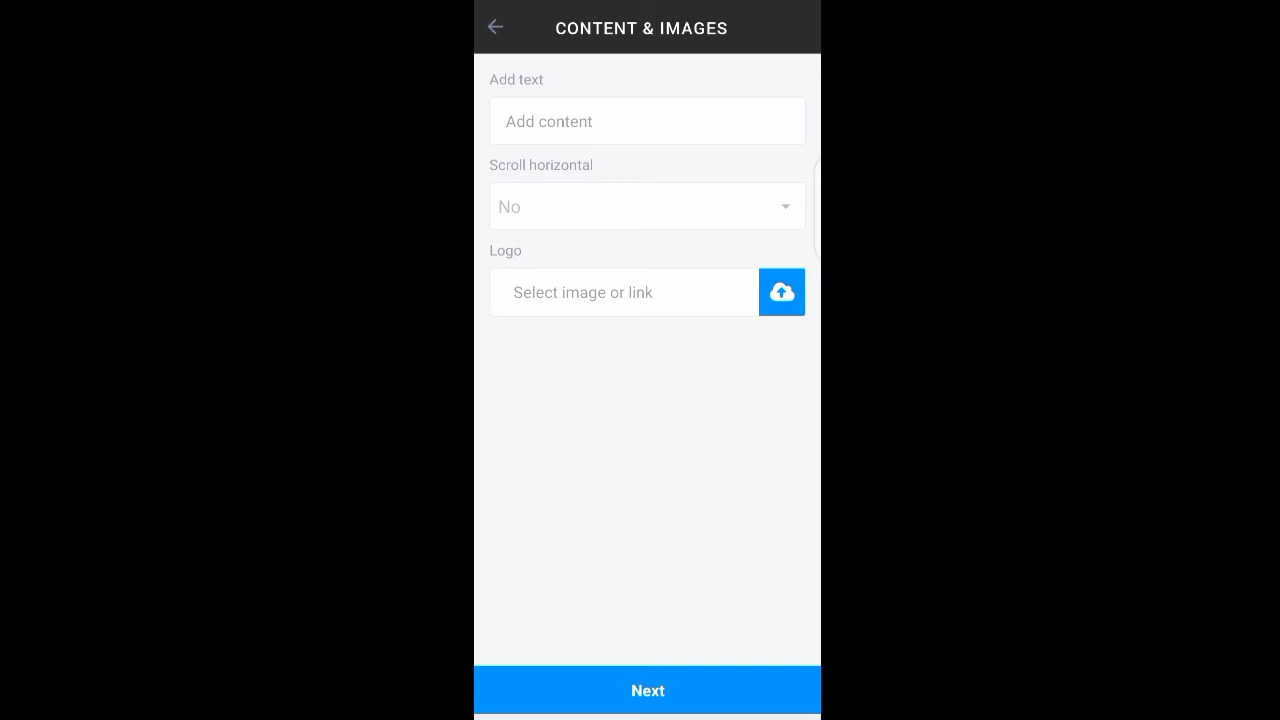 CONTENT & IMAGES
Add text
Add content
Scroll horizontal
No
Logo
Select image or link
Next